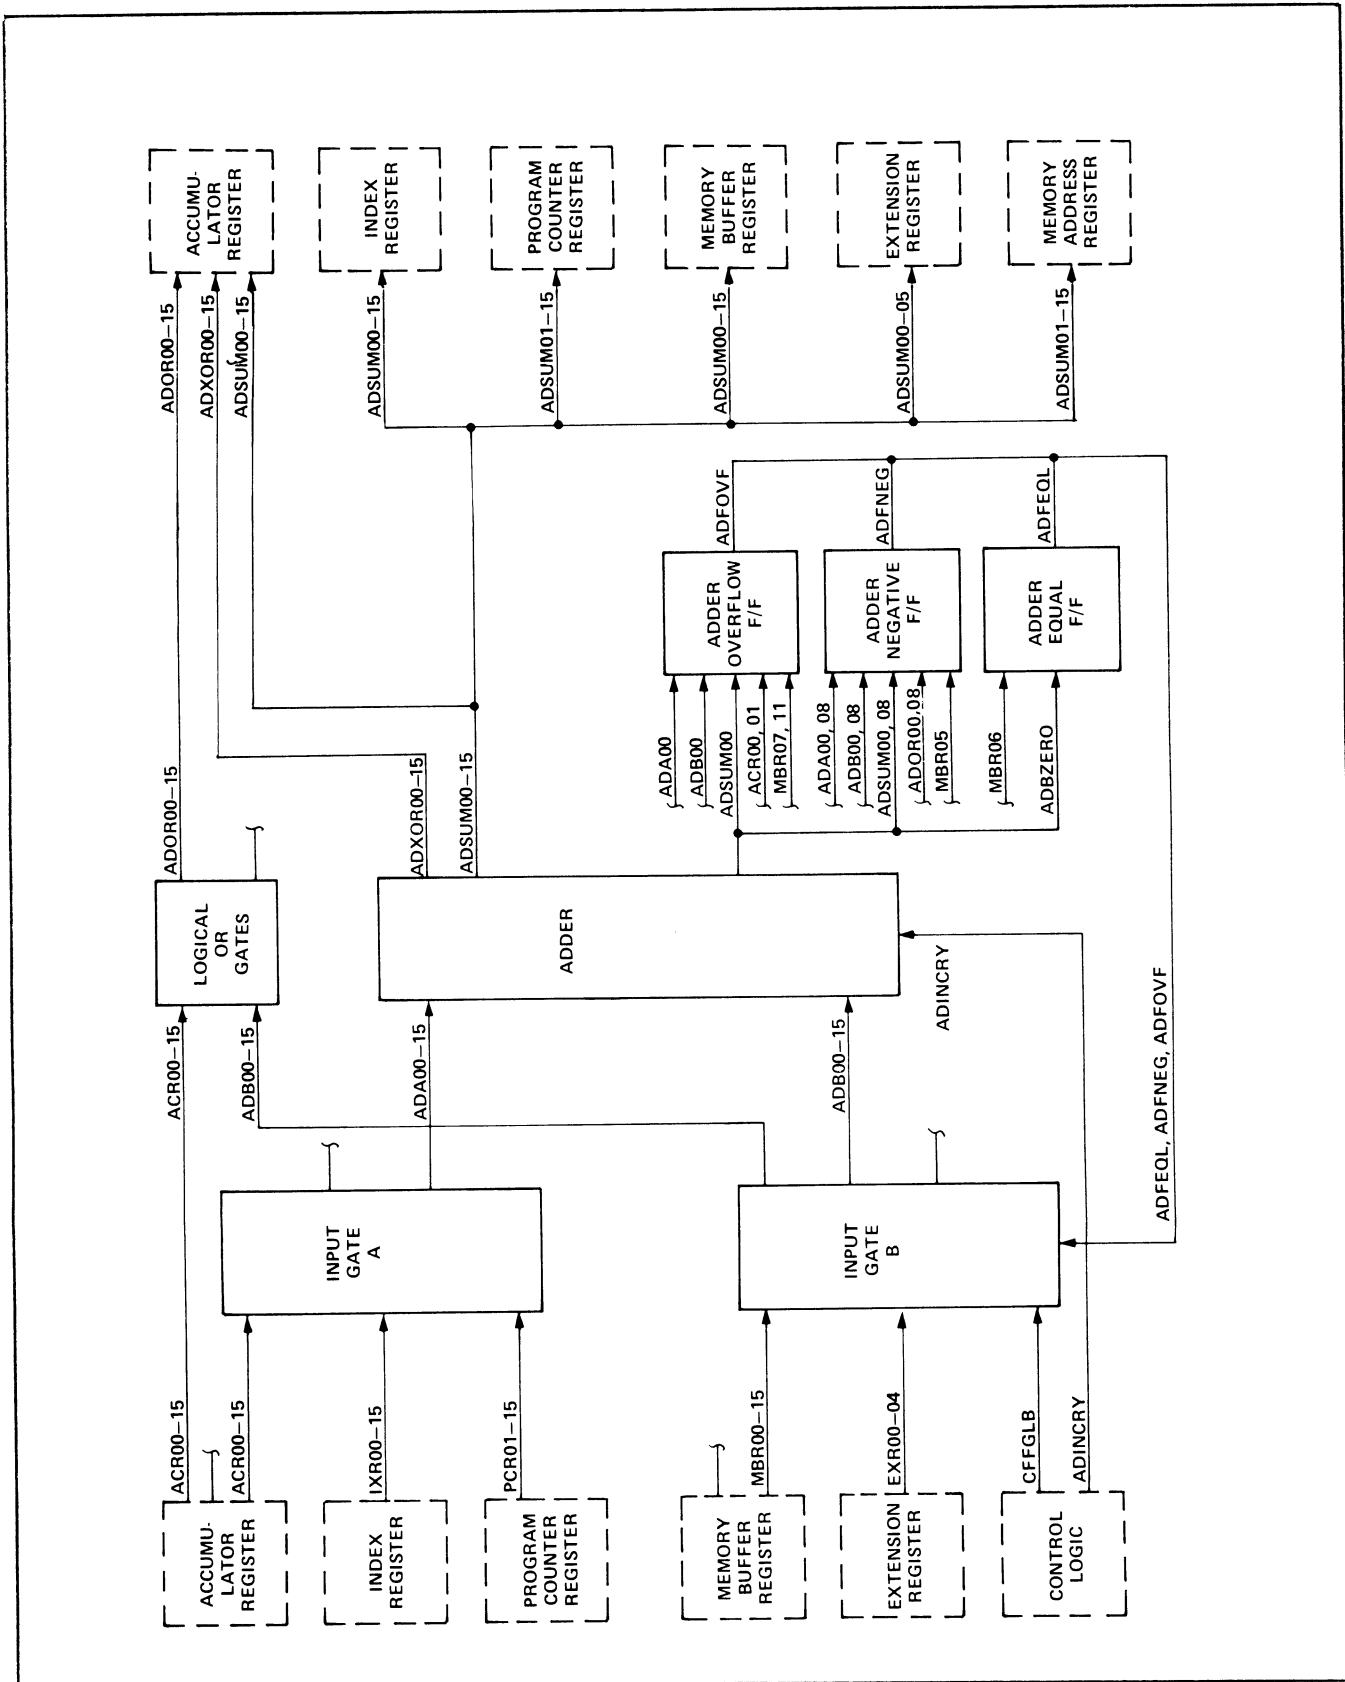 ACCUMU-
LATOR
REGISTER
INDEX
REGISTER
PROGRAM
COUNTER
REGISTER
MEMORY
BUFFER
REGISTER
EXTENSION
REGISTER
CONTROL
LOGIC
ACR00–15
ACR00–15
IXR00–15
PCR01–15
MBR00–15
EXR00–04
CFFGLB
ADINCRY
INPUT
GATE
A
INPUT
GATE
B
ACR00–15
ADB00–15
ADA00–15
ADB00–15
ADINCRY
ADFEQL, ADFNEG, ADFOVF
LOGICAL
OR
GATES
ADDER
ADOR00–15
ADXOR00–15
ADSUM00–15
ADA00
ADB00
ADSUM00
ACR00, 01
MBR07, 11
ADA00, 08
ADB00, 08
ADSUM00, 08
ADOR00,08
MBR05
MBR06
ADBZERO
ADDER
OVERFLOW
F/F
ADDER
NEGATIVE
F/F
ADDER
EQUAL
F/F
ADFOVF
ADFNEG
ADFEQL
ADOR00–15
ADXOR00–15
ADSUM00–15
ADSUM00–15
ADSUM01–15
ADSUM00–15
ADSUM00–05
ADSUM01–15
ACCUMU-
LATOR
REGISTER
INDEX
REGISTER
PROGRAM
COUNTER
REGISTER
MEMORY
BUFFER
REGISTER
EXTENSION
REGISTER
MEMORY
ADDRESS
REGISTER